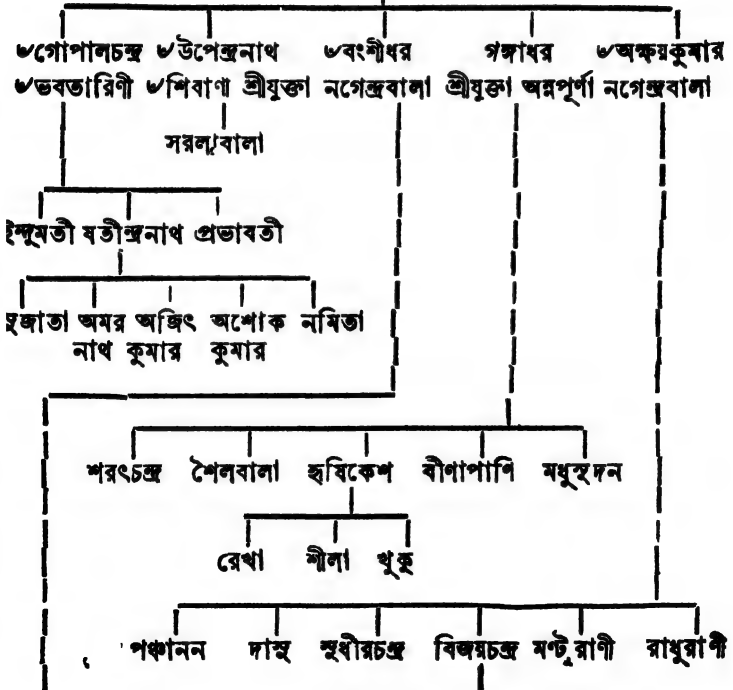 ৺গোপালচন্দ্র ৺উপেন্দ্রনাথ ৺বংশীধর গঙ্গাধর ৺অক্ষয়কুমার
৺ভবতারিণী ৺শিবাণী শ্রীযুক্তা নগেন্দ্রবালা শ্রীযুক্তা অন্নপূর্ণা নগেন্দ্রবালা
সরলাবালা
ইন্দুমতী যতীন্দ্রনাথ প্রভাবতী
সুজাতা অমর অজিৎ অশোক নমিতা
নাথ কুমার কুমার
শরৎচন্দ্র শৈলবালা হৃষিকেশ বীণাপাণি মধুসূদন
রেখা শীলা খুকু
পঞ্চানন দাসু সুধীরচন্দ্র বিজয়চন্দ্র মণ্টুরাণী রাধুরাণী